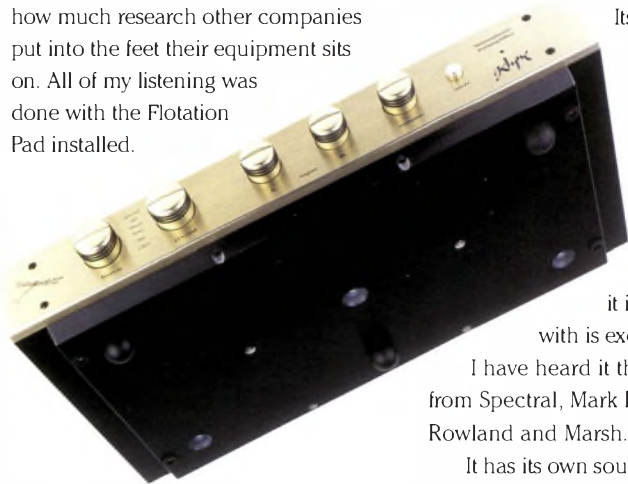 how much research other companies
put into the feet their equipment sits
on. All of my listening was
done with the Flotation
Pad installed.
Its
it i
with is exc
I have heard it th
from Spectral, Mark
Rowland and Marsh.
It has its own sou